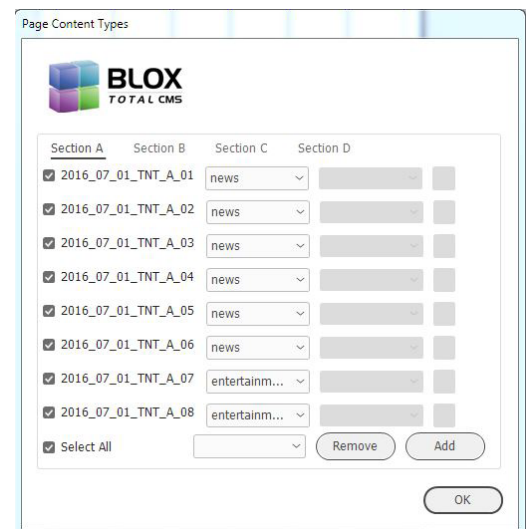 Page Content Types
BLOX
TOTAL CMS
Section A Section B Section C Section D
2016_07_01_TNT_A_01 news
2016_07_01_TNT_A_02 news
2016_07_01_TNT_A_03 news
2016_07_01_TNT_A_04 news
2016_07_01_TNT_A_05 news
2016_07_01_TNT_A_06 news
2016_07_01_TNT_A_07 entertainm...
2016_07_01_TNT_A_08 entertainm...
Select All Remove Add
OK